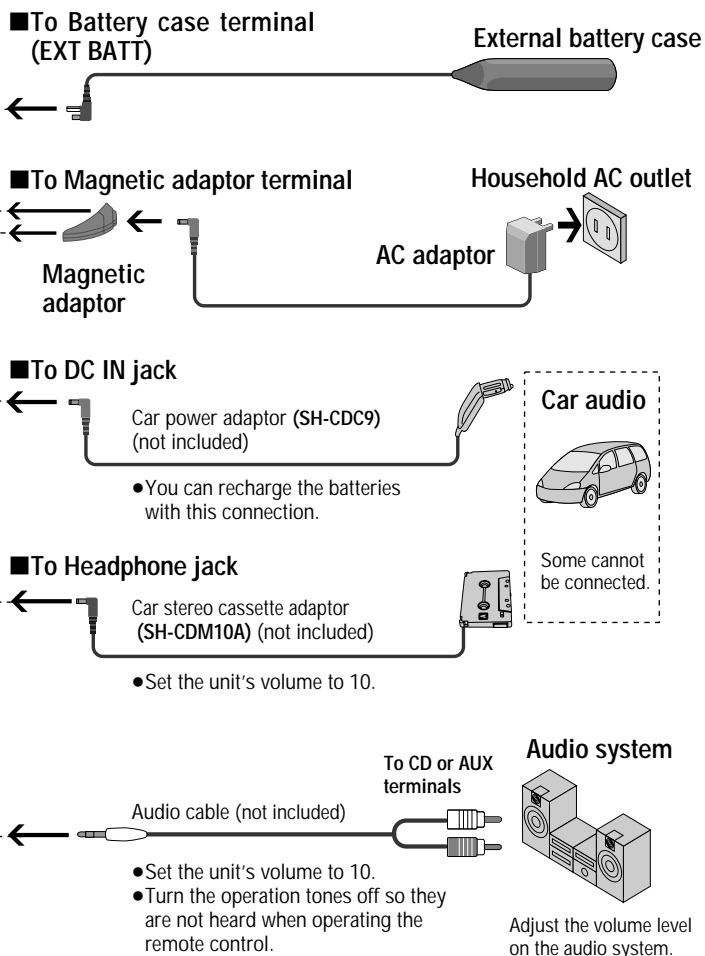 ■To Battery case terminal
(EXT BATT)
External battery case
■To Magnetic adaptor terminal
Household AC outlet
AC adaptor
Magnetic
adaptor
■To DC IN jack
Car power adaptor (SH-CDC9)
(not included)
●You can recharge the batteries
with this connection.
Car audio
Some cannot
be connected.
■To Headphone jack
Car stereo cassette adaptor
(SH-CDM10A) (not included)
●Set the unit's volume to 10.
To CD or AUX
terminals
Audio system
Audio cable (not included)
●Set the unit's volume to 10.
●Turn the operation tones off so they
are not heard when operating the
remote control.
Adjust the volume level
on the audio system.